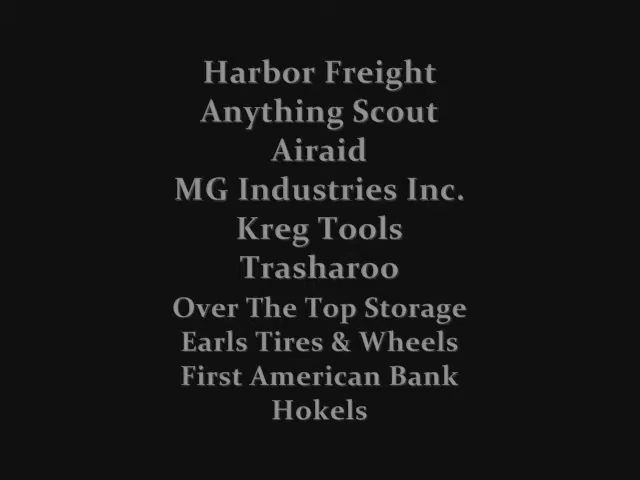 Harbor Freight
Anything Scout
Airaid
MG Industries Inc.
Kreg Tools
Trasharoo
Over The Top Storage
Earls Tires & Wheels
First American Bank
Hokels